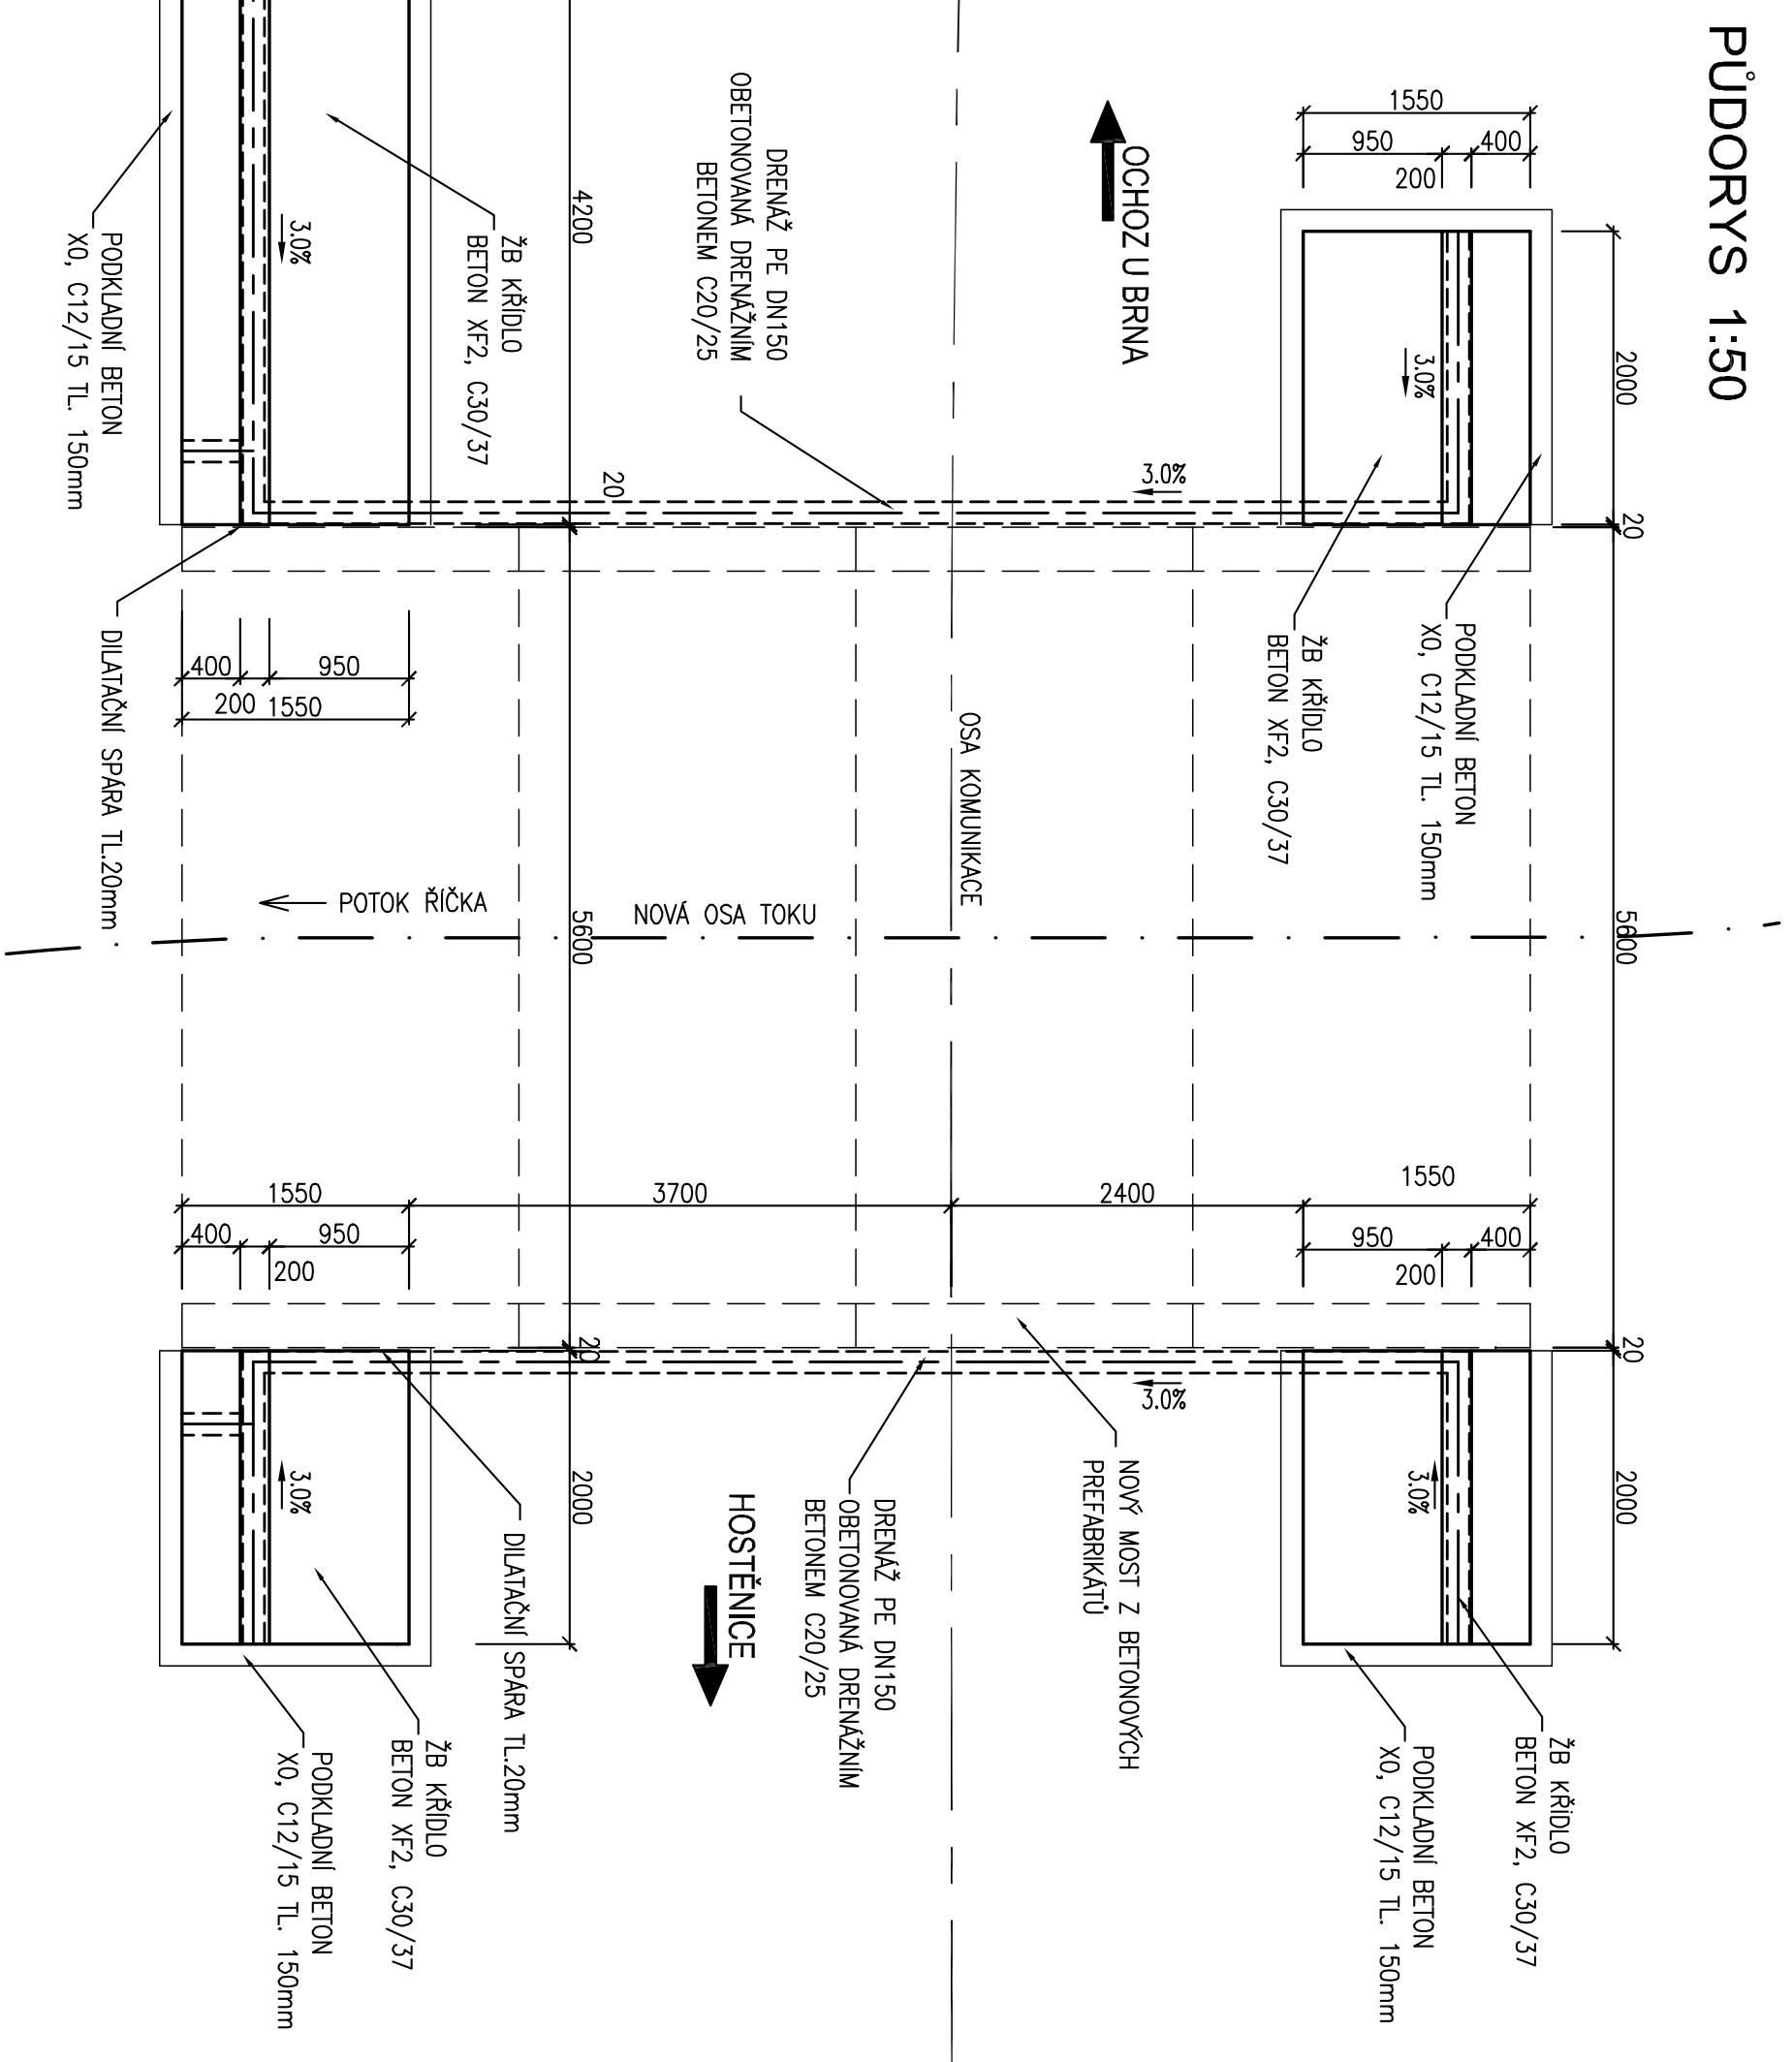 PŮDORYS 1:50
2000
20
5600
20
2000
1550
950
400
200
OCHOZ U BRNA
3.0%
3.0%
PODKLADNÍ BETON
X0, C12/15 TL. 150mm
ŽB KŘÍDLO
BETON XF2, C30/37
DRENÁŽ PE DN150
OBETONOVANÁ DRENÁŽNÍM
BETONEM C20/25
4200
20
5600
20
2000
ŽB KŘÍDLO
BETON XF2, C30/37
3.0%
PODKLADNÍ BETON
X0, C12/15 TL. 150mm
DILATAČNÍ SPÁRA TL.20mm
400
950
200
1550
OSA KOMUNIKACE
POTOK ŘÍČKA
NOVÁ OSA TOKU
1550
3700
2400
1550
400
950
200
950
400
200
3.0%
3.0%
3.0%
NOVÝ MOST Z BETONOVÝCH
PREFABRIKÁTŮ
DRENÁŽ PE DN150
OBETONOVANÁ DRENÁŽNÍM
BETONEM C20/25
HOSTĚNICE
DILATAČNÍ SPÁRA TL.20mm
ŽB KŘÍDLO
BETON XF2, C30/37
PODKLADNÍ BETON
X0, C12/15 TL. 150mm
ŽB KŘÍDLO
BETON XF2, C30/37
PODKLADNÍ BETON
X0, C12/15 TL. 150mm